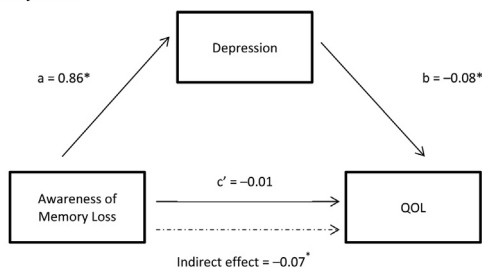 Depression
a = 0.86*
b = –0.08*
c’ = –0.01
Awareness of
Memory Loss
QOL
Indirect effect = –0.07*